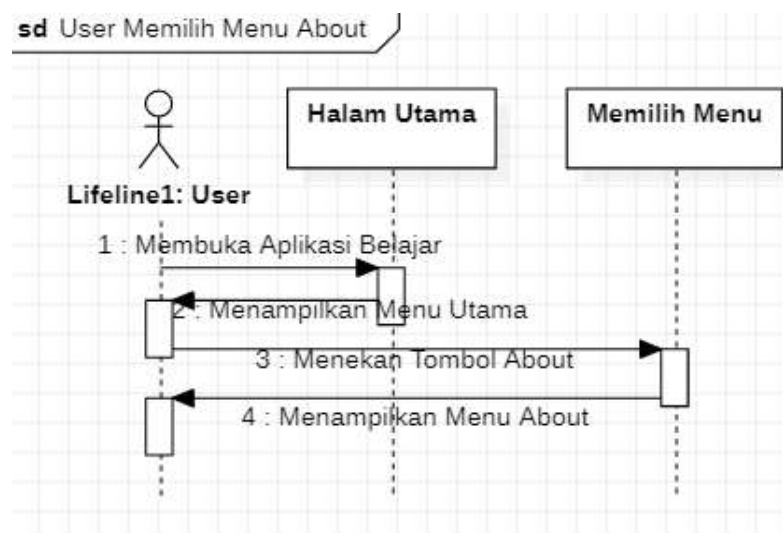 sd User Memilih Menu About
Halam Utama
Memilih Menu
Lifeline1: User
1 : Membuka Aplikasi Belajar
2 : Menampilkan Menu Utama
3 : Menekan Tombol About
4 : Menampilkan Menu About